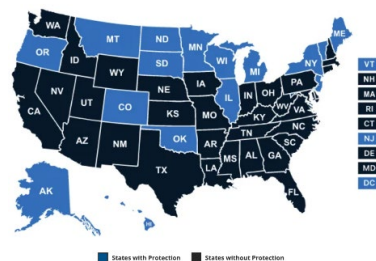 WA
MT
ND
MN
ME
OR
ID
SD
WI
NY
VT
WY
MI
NH
NV
NE
IA
PA
MA
UT
CO
IL
IN
OH
RI
CA
KS
MO
KY
WV
VA
CT
NJ
AZ
NM
OK
AR
TN
NC
DE
SC
MD
TX
LA
MS
AL
GA
DC
AK
FL
HI
States with Protection
States without Protection